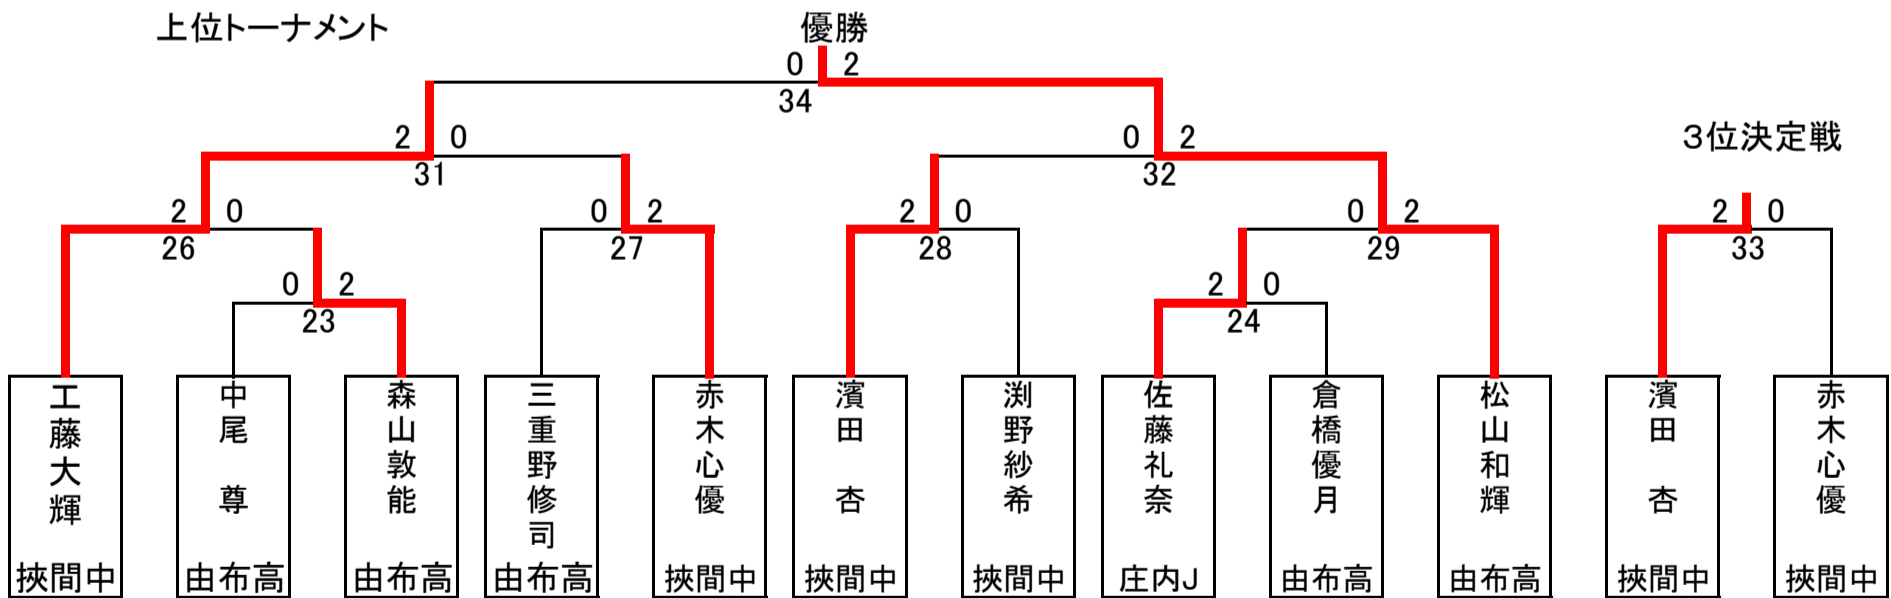 上位トーナメント
優勝
0 2
34
3位決定戦
2 0
31
0 2
32
2 0
26
0 2
27
2 0
28
0 2
29
2 0
33
0 2
23
2 0
24
工藤大輝
挾間中
中尾 尊
由布高
森山敦能
由布高
三重野修司
由布高
赤木心優
挾間中
濱田 杏
挾間中
渕野紗希
挾間中
佐藤礼奈
庄内J
倉橋優月
由布高
松山和輝
由布高
濱田 杏
挾間中
赤木心優
挾間中